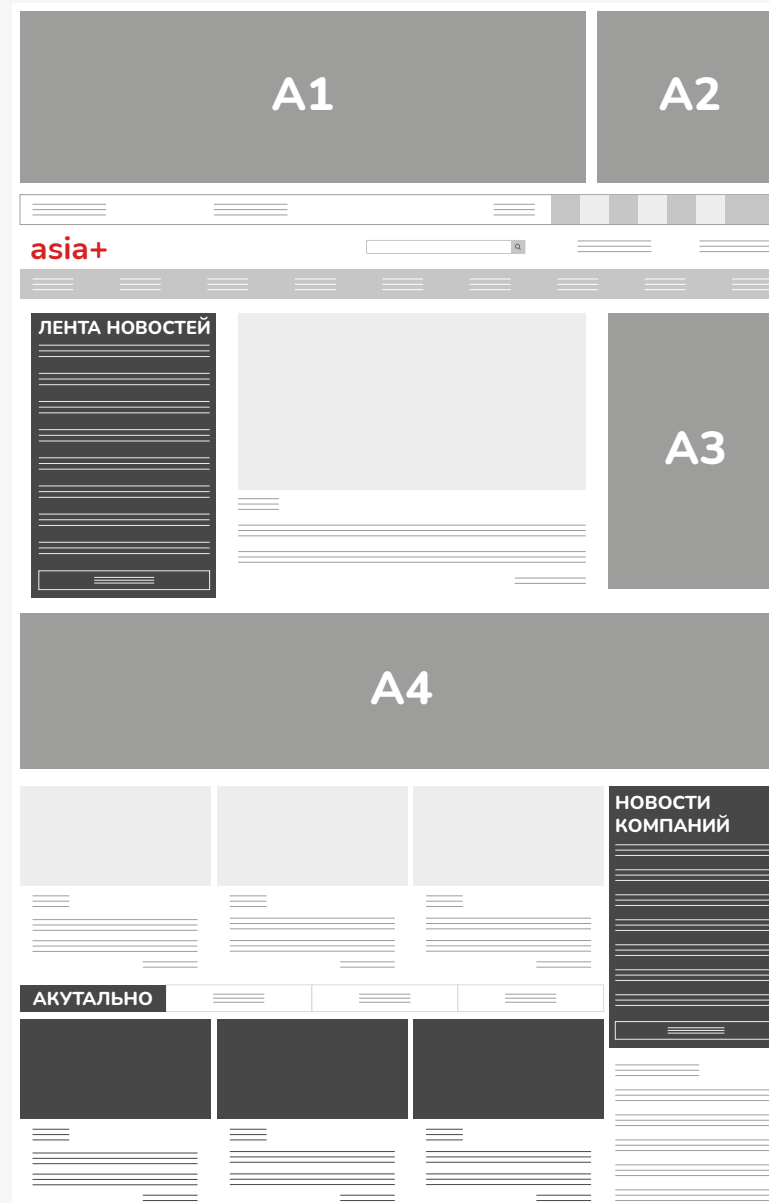 A1
A2
asia+
ЛЕНТА НОВОСТЕЙ
A3
A4
НОВОСТИ
КОМПАНИЙ
АКУТАЛЬНО